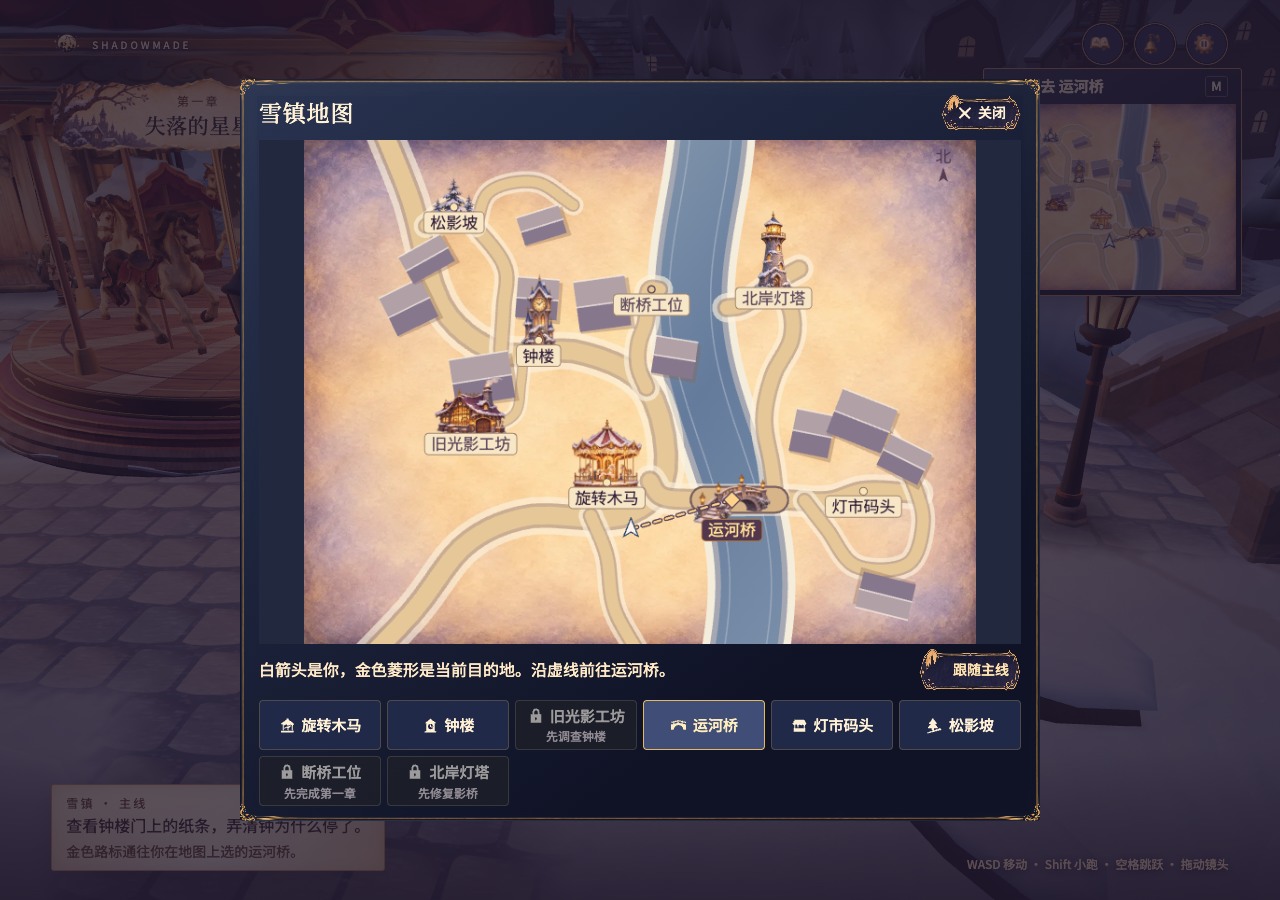 SHADOWMADE
第一章
失落的星星
去 运河桥
M
雪镇地图
关闭
北
松影坡
断桥工位
北岸灯塔
钟楼
旧光影工坊
旋转木马
灯市码头
运河桥
白箭头是你，金色菱形是当前目的地。沿虚线前往运河桥。
跟随主线
旋转木马
钟楼
旧光影工坊
先调查钟楼
运河桥
灯市码头
松影坡
断桥工位
先完成第一章
北岸灯塔
先修复影桥
雪镇 · 主线
查看钟楼门上的纸条，弄清钟为什么停了。
金色路标通往你在地图上选的运河桥。
WASD 移动 · Shift 小跑 · 空格跳跃 · 拖动镜头